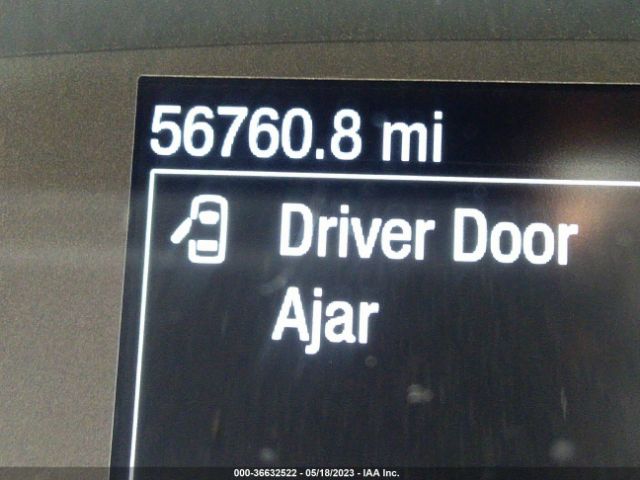 56760.8 mi
Driver Door
Ajar
000-36632522 - 05/18/2023 - IAA Inc.